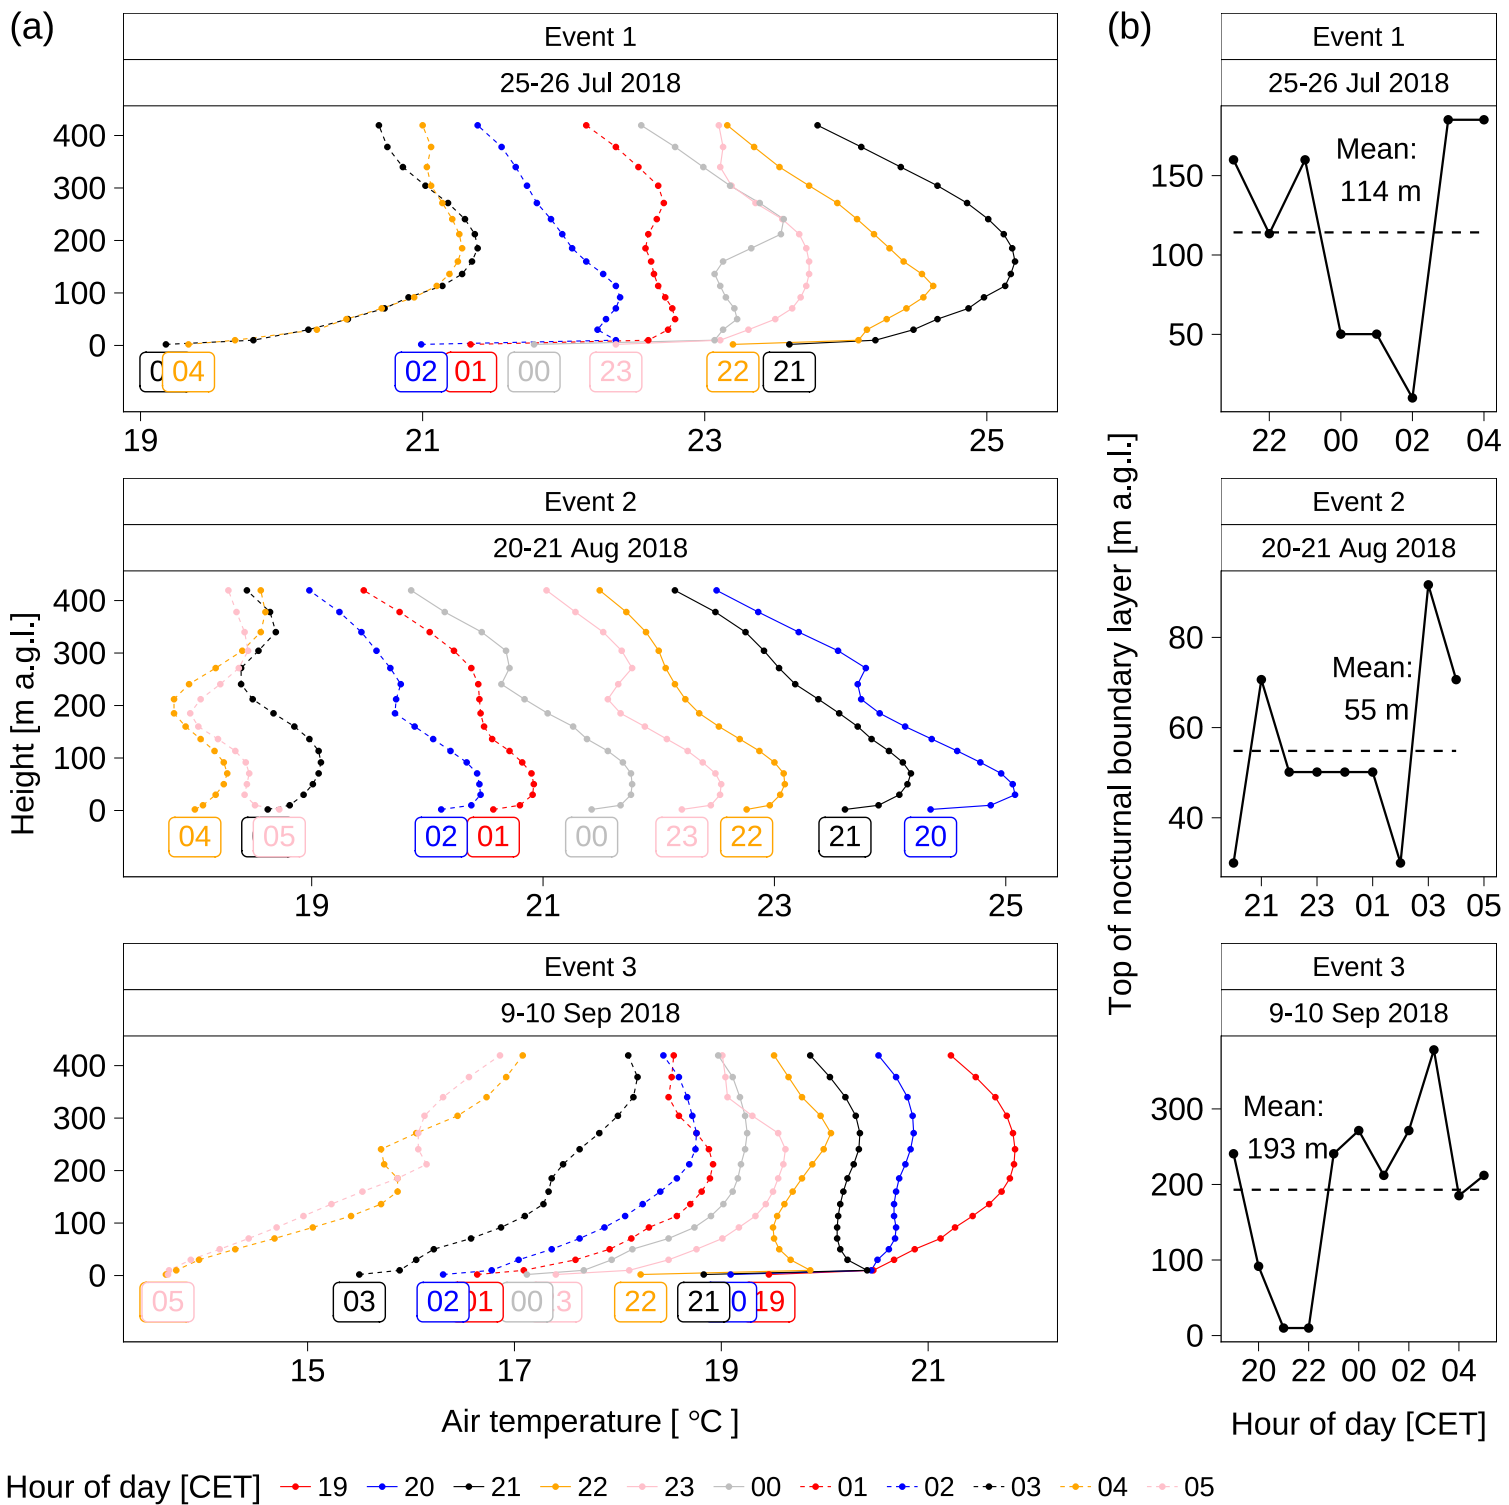 (a)
Event 1
25-26 Jul 2018
400
300
200
100
0
0 04 02 01 00 23 22 21
19 21 23 25
Event 2
20-21 Aug 2018
400
300
200
100
0
04 05 02 01 00 23 22 21 20
19 21 23 25
Event 3
9-10 Sep 2018
400
300
200
100
0
05 03 02 01 00 3 22 21 0 19
15 17 19 21
Height [m a.g.l.]
Air temperature [ °C ]
(b)
Event 1
25-26 Jul 2018
Mean:
114 m
150
100
50
22 00 02 04
Event 2
20-21 Aug 2018
Mean:
55 m
80
60
40
21 23 01 03 05
Event 3
9-10 Sep 2018
Mean:
193 m
300
200
100
0
20 22 00 02 04
Top of nocturnal boundary layer [m a.g.l.]
Hour of day [CET]
Hour of day [CET] 19 20 21 22 23 00 01 02 03 04 05